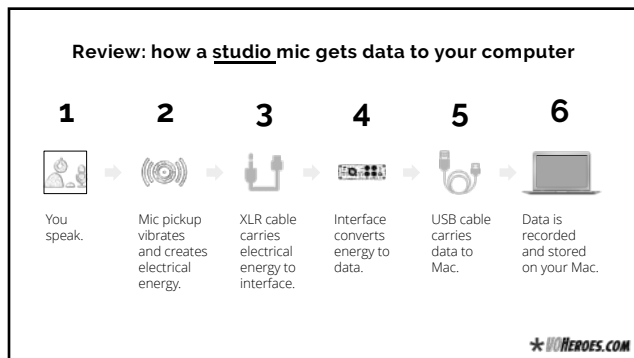 Review: how a studio mic gets data to your computer
1
2
3
4
5
6
You
speak.
Mic pickup
vibrates
and creates
electrical
energy.
XLR cable
carries
electrical
energy to
interface.
Interface
converts
energy to
data.
USB cable
carries
data to
Mac.
Data is
recorded
and stored
on your Mac.
VOHEROES.COM